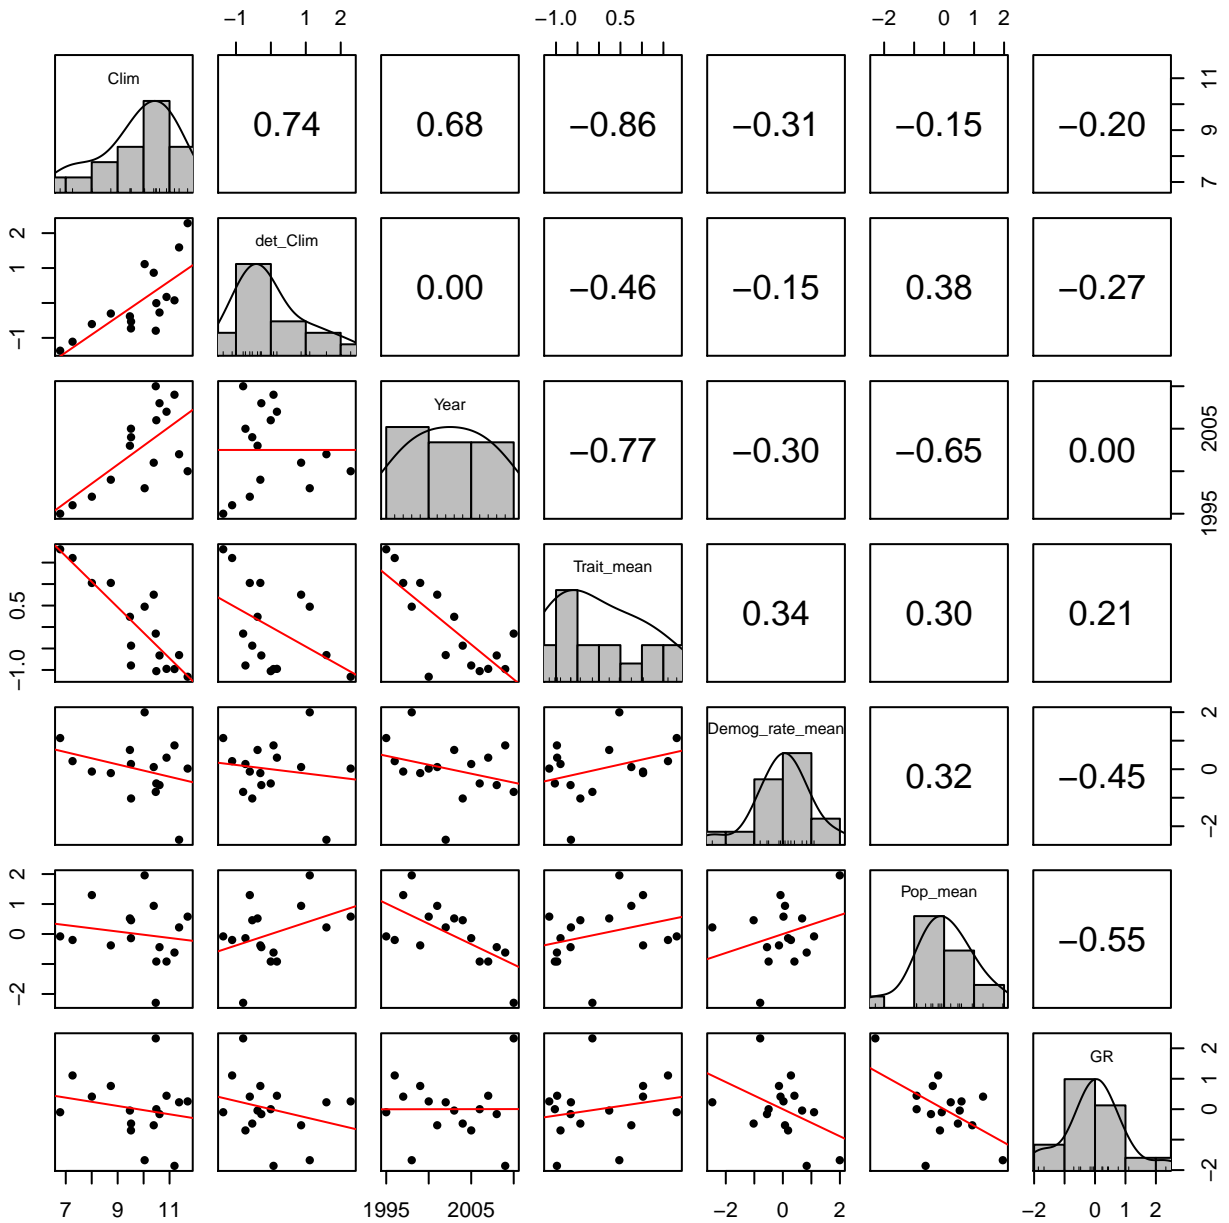 −1 1 2 −1.0 0.5 −2 0 2
Clim 0.74 0.68 −0.86 −0.31 −0.15 −0.20 7 9 11
−1 1 2 det_Clim 0.00 −0.46 −0.15 0.38 −0.27
Year −0.77 −0.30 −0.65 0.00 1995 2005
−1.0 0.5 Trait_mean 0.34 0.30 0.21
Demog_rate_mean 0.32 −0.45 −2 0 2
−2 0 1 2 Pop_mean −0.55
GR −2 0 1 2
7 9 11 1995 2005 −2 0 2 −2 0 1 2